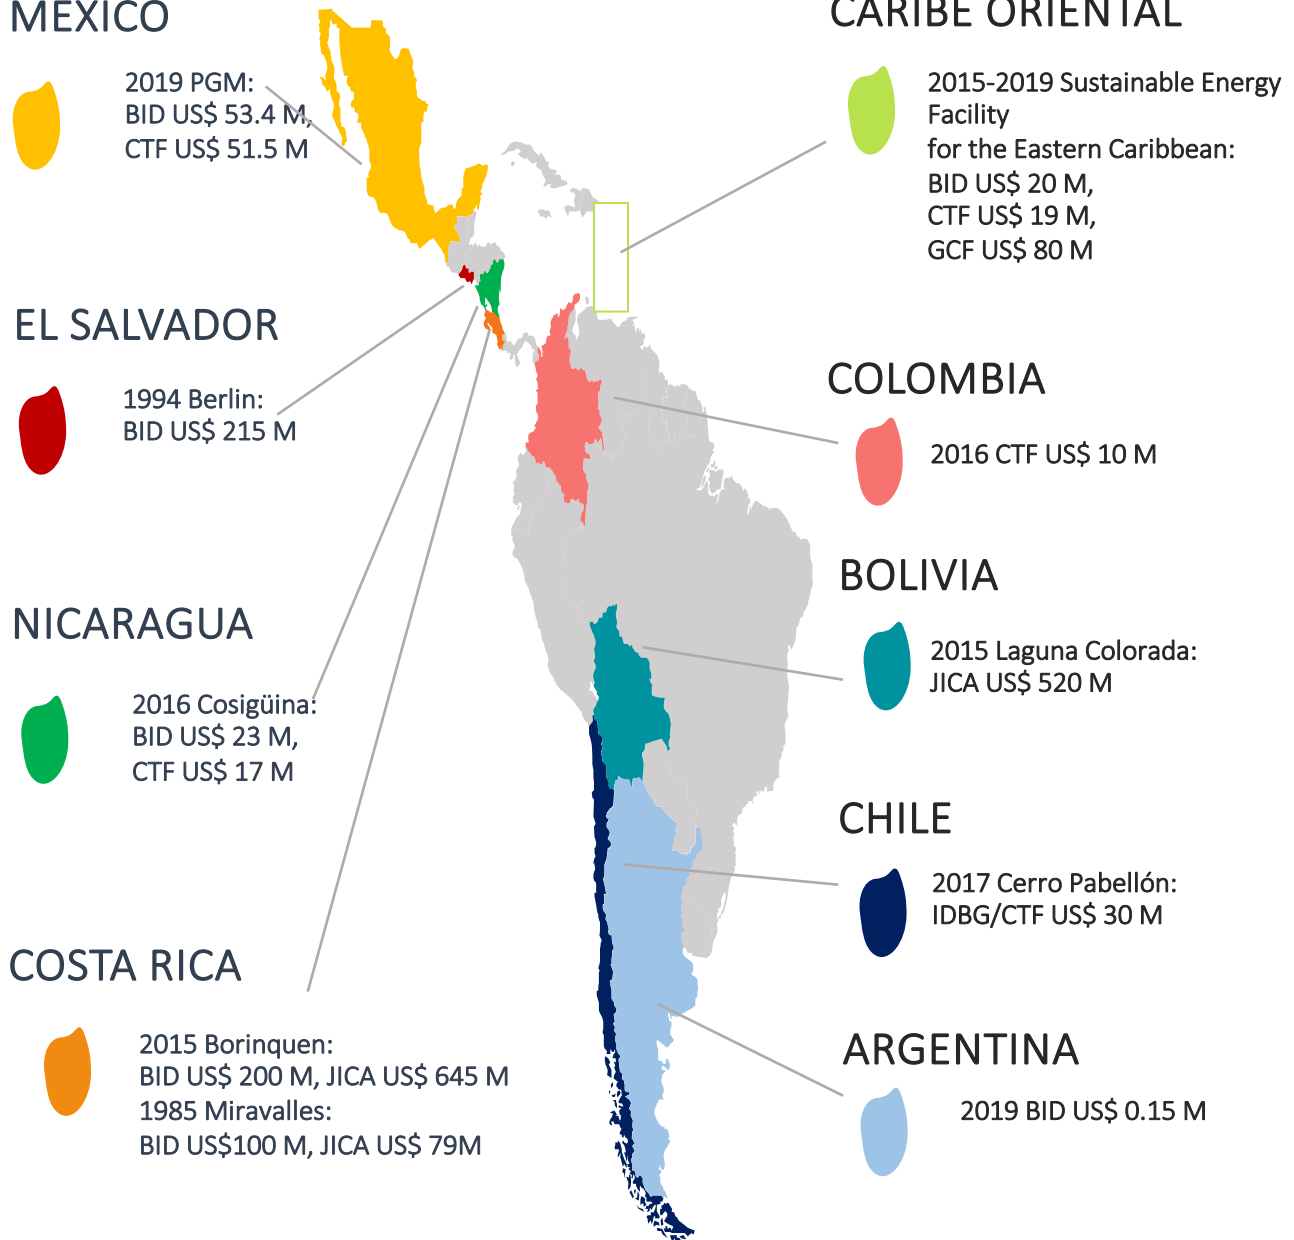 MEXICO
2019 PGM:
BID US$ 53.4 M,
CTF US$ 51.5 M
EL SALVADOR
1994 Berlin:
BID US$ 215 M
NICARAGUA
2016 Cosigüina:
BID US$ 23 M,
CTF US$ 17 M
COSTA RICA
2015 Borinquen:
BID US$ 200 M, JICA US$ 645 M
1985 Miravalles:
BID US$100 M, JICA US$ 79M
CARIBE ORIENTAL
2015-2019 Sustainable Energy
Facility
for the Eastern Caribbean:
BID US$ 20 M,
CTF US$ 19 M,
GCF US$ 80 M
COLOMBIA
2016 CTF US$ 10 M
BOLIVIA
2015 Laguna Colorada:
JICA US$ 520 M
CHILE
2017 Cerro Pabellón:
IDBG/CTF US$ 30 M
ARGENTINA
2019 BID US$ 0.15 M